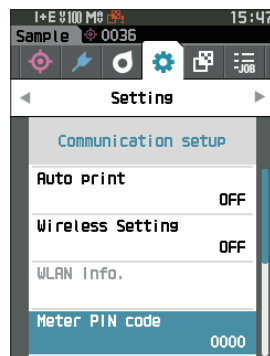 I+E 100 M0 15:47
Sample 0036
-JOB
Setting
Communication setup
Auto print
OFF
Wireless Setting
OFF
WLAN Info.
Meter PIN code
0000